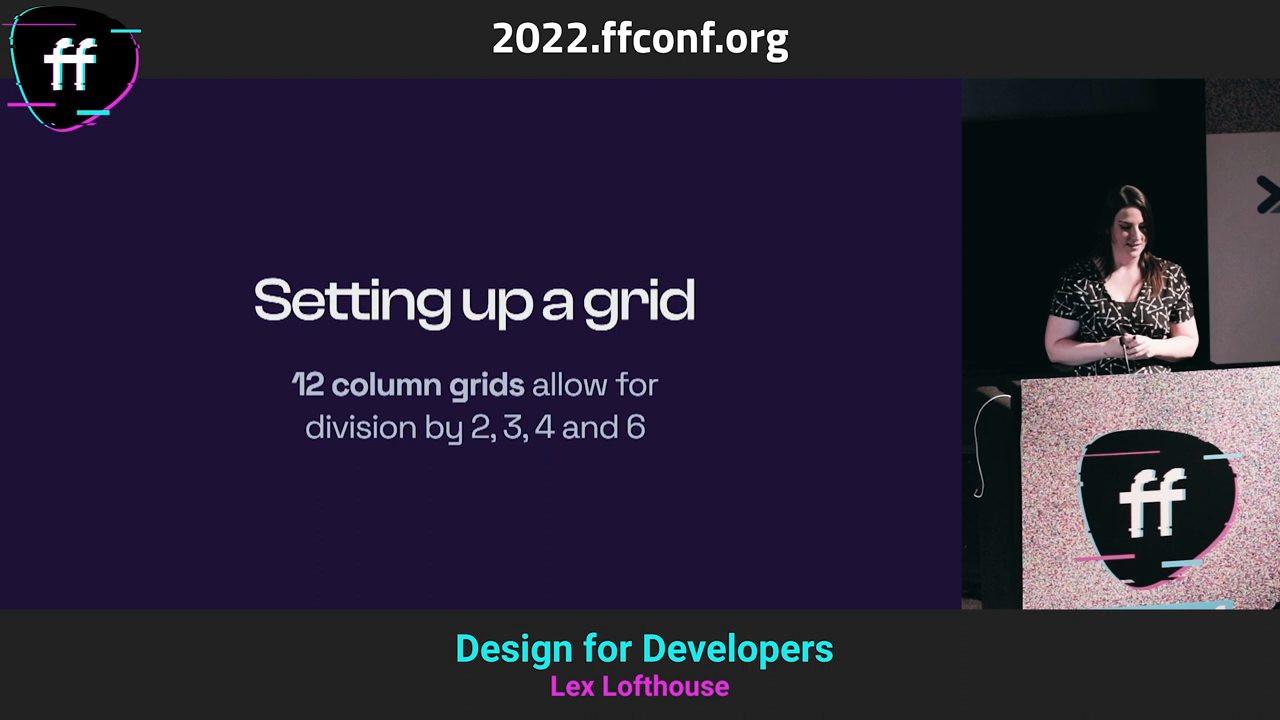 2022.ffconf.org
ff
Setting up a grid
12 column grids allow for
division by 2, 3, 4 and 6
ff
Design for Developers
Lex Lofthouse